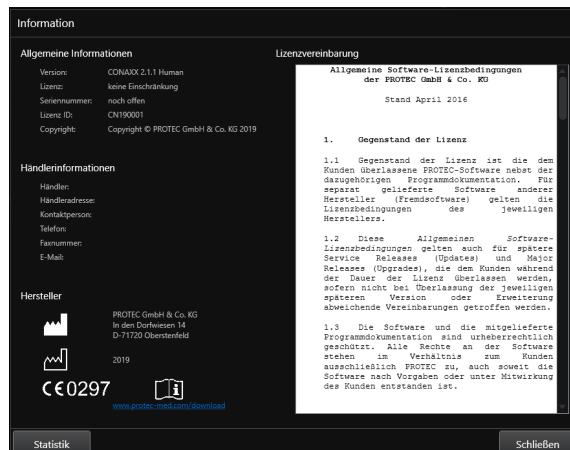 Information
Allgemeine Informationen
Version: CONAXX 2.1.1 Human
Lizenz: keine Einschränkung
Seriennummer: noch offen
Lizenz ID: CN190001
Copyright: Copyright © PROTEC GmbH & Co. KG 2019
Händlerinformationen
Händler:
Händleradresse:
Kontaktperson:
Telefon:
Faxnummer:
E-Mail:
Hersteller
PROTEC GmbH & Co. KG
In den Dorfwiesen 14
D-71720 Oberstenfeld
2019
CE0297
www.protec-med.com/download
Lizenzvereinbarung
Allgemeine Software-Lizenzbedingungen
der PROTEC GmbH & Co. KG
Stand April 2016
1. Gegenstand der Lizenz
1.1 Gegenstand der Lizenz ist die dem
Kunden überlassene PROTEC-Software nebst der
dazugehörigen Programmdokumentation. Für
separat gelieferte Software anderer
Hersteller (Fremdsoftware) gelten die
Lizenzbedingungen des jeweiligen
Herstellers.
1.2 Diese Allgemeinen Software-
Lizenzbedingungen gelten auch für spätere
Service Releases (Updates) und Major
Releases (Upgrades), die dem Kunden während
der Dauer der Lizenz überlassen werden,
sofern nicht bei Überlassung der jeweiligen
späteren Version oder Erweiterung
abweichende Vereinbarungen getroffen werden.
1.3 Die Software und die mitgelieferte
Programmdokumentation sind urheberrechtlich
geschützt. Alle Rechte an der Software
stehen im Verhältnis zum Kunden
ausschließlich PROTEC zu, auch soweit die
Software nach Vorgaben oder unter Mitwirkung
des Kunden entstanden ist.
Statistik
Schließen